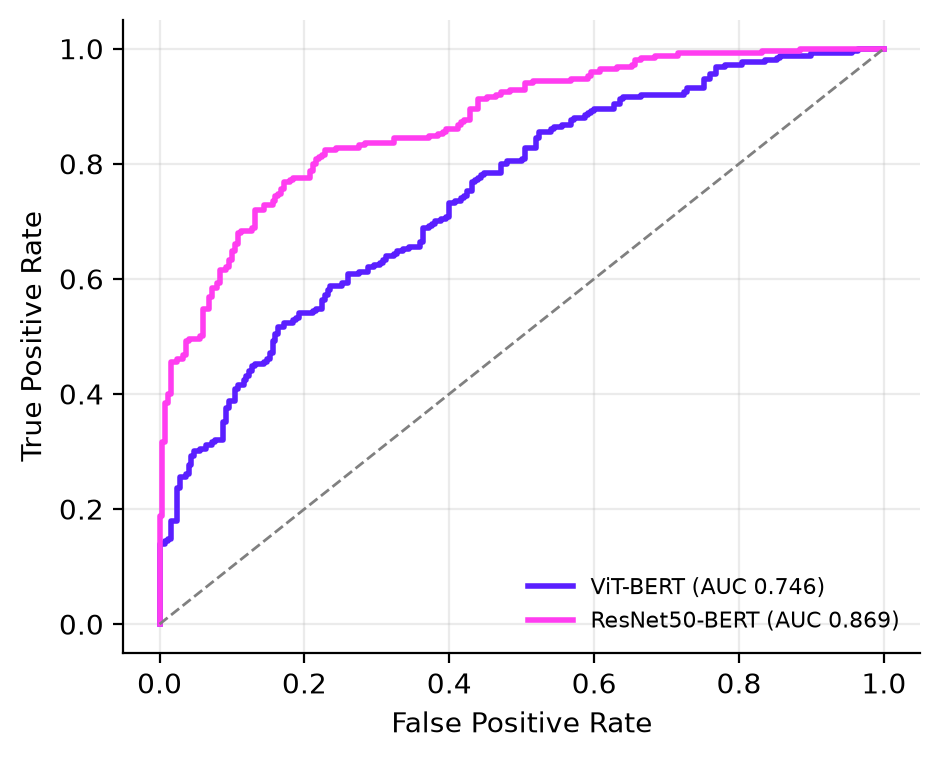 1.0
0.8
0.6
0.4
0.2
0.0
True Positive Rate
ViT-BERT (AUC 0.746)
ResNet50-BERT (AUC 0.869)
0.0 0.2 0.4 0.6 0.8 1.0
False Positive Rate